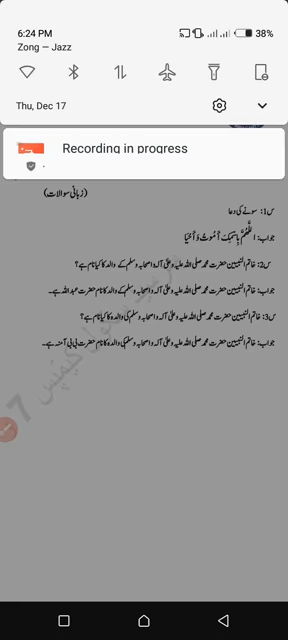 6:24 PM
38%
Zong — Jazz
Thu, Dec 17
Recording in progress
(زبانی سوالات)
س1: سونے کی دعا
جواب: اَللّٰهُمَّ بِاسْمِكَ اَمُوْتُ وَ اَحْيَا
س2: خاتم النبیین حضرت محمد صلی اللہ علیہ وعلیٰ آلہ واصحابہ وسلم کے والد کا کیا نام ہے؟
جواب: خاتم النبیین حضرت محمد صلی اللہ علیہ وعلیٰ آلہ واصحابہ وسلم کے والد کا نام حضرت عبداللہ ہے۔
س3: خاتم النبیین حضرت محمد صلی اللہ علیہ وعلیٰ آلہ واصحابہ وسلم کی والدہ کا کیا نام ہے؟
جواب: خاتم النبیین حضرت محمد صلی اللہ علیہ وعلیٰ آلہ واصحابہ وسلم کی والدہ کا نام حضرت بی بی آمنہ ہے۔